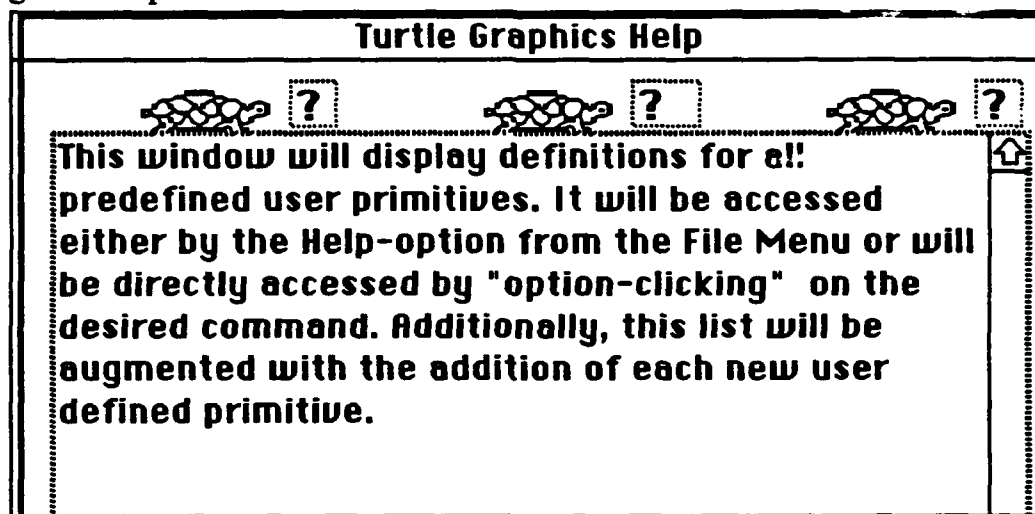 Turtle Graphics Help
? ? ?
This window will display definitions for a!!
predefined user primitives. It will be accessed
either by the Help-option from the File Menu or will
be directly accessed by "option-clicking" on the
desired command. Additionally, this list will be
augmented with the addition of each new user
defined primitive.